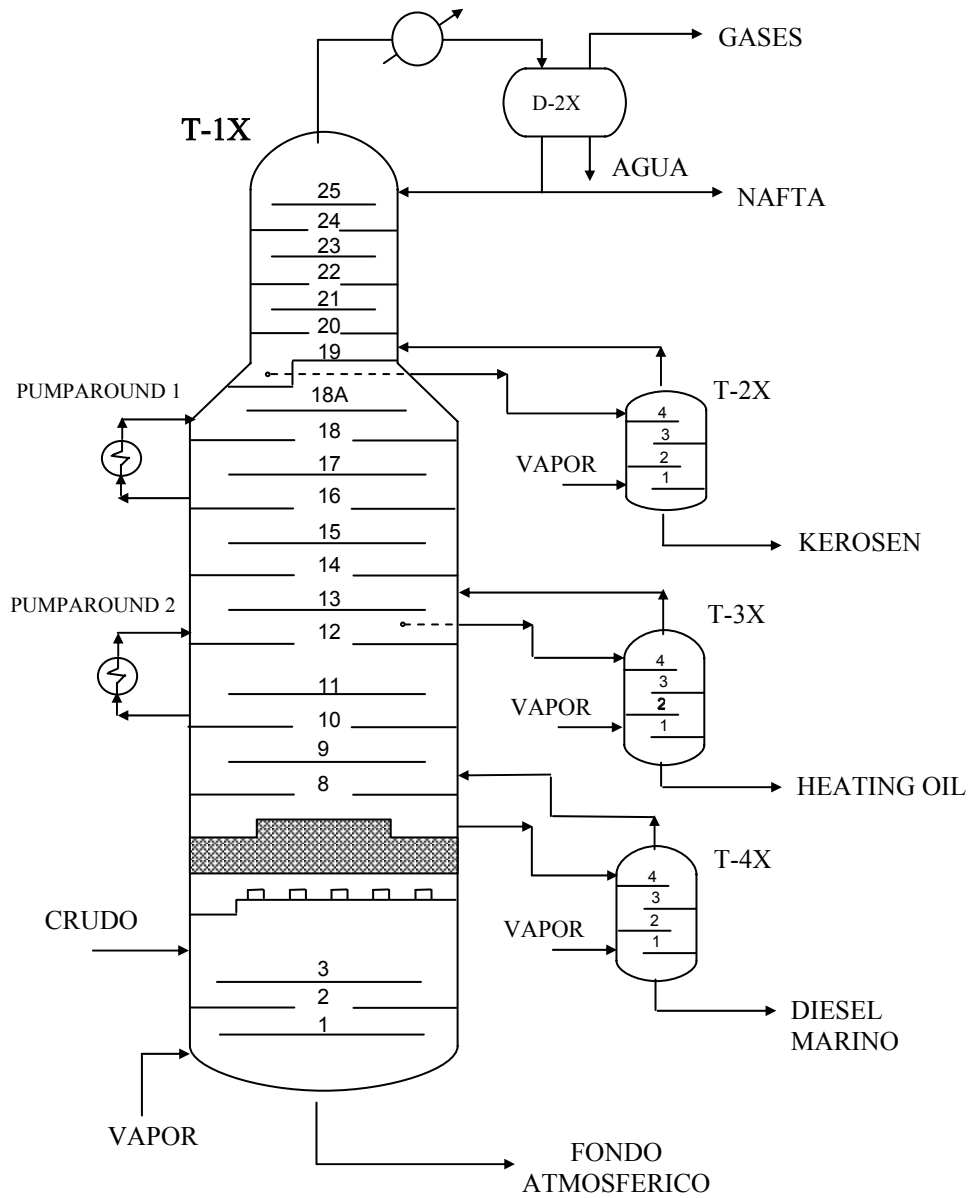 GASES
D-2X
T-1X
AGUA
NAFTA
25
24
23
22
21
20
19
PUMPAROUND 1
18A
T-2X
4
3
2
1
18
17
VAPOR
16
KEROSEN
15
14
PUMPAROUND 2
13
T-3X
12
4
3
2
1
11
VAPOR
10
9
HEATING OIL
8
T-4X
4
3
2
1
CRUDO
VAPOR
3
2
1
DIESEL
MARINO
VAPOR
FONDO
ATMOSFERICO